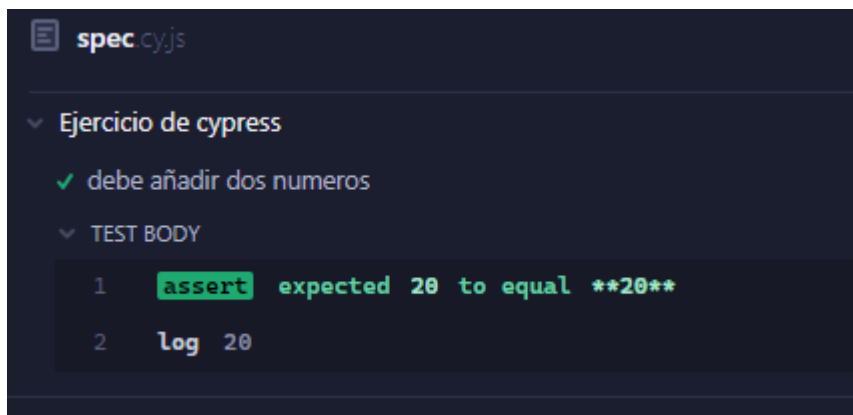 spec.cy.js
Ejercicio de cypress
✓ debe añadir dos numeros
TEST BODY
1 assert expected 20 to equal **20**
2 log 20